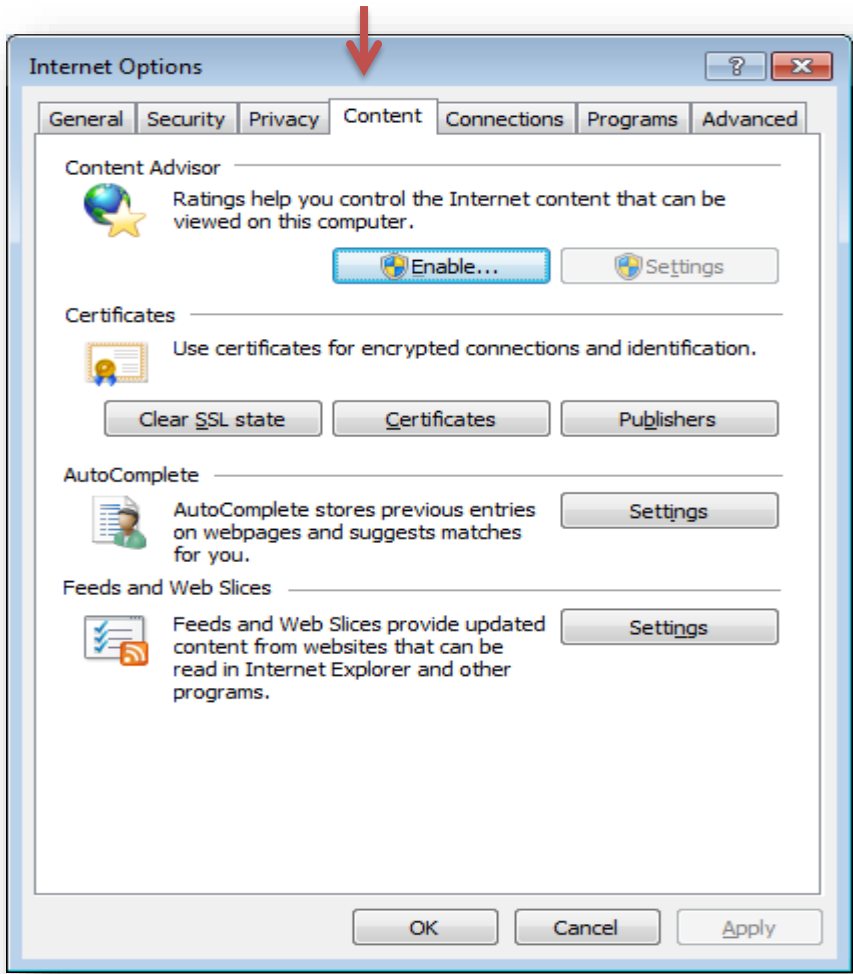 Internet Options
General Security Privacy Content Connections Programs Advanced
Content Advisor
Ratings help you control the Internet content that can be
viewed on this computer.
Enable... Settings
Certificates
Use certificates for encrypted connections and identification.
Clear SSL state Certificates Publishers
AutoComplete
AutoComplete stores previous entries
on webpages and suggests matches
for you.
Settings
Feeds and Web Slices
Feeds and Web Slices provide updated
content from websites that can be
read in Internet Explorer and other
programs.
Settings
OK Cancel Apply